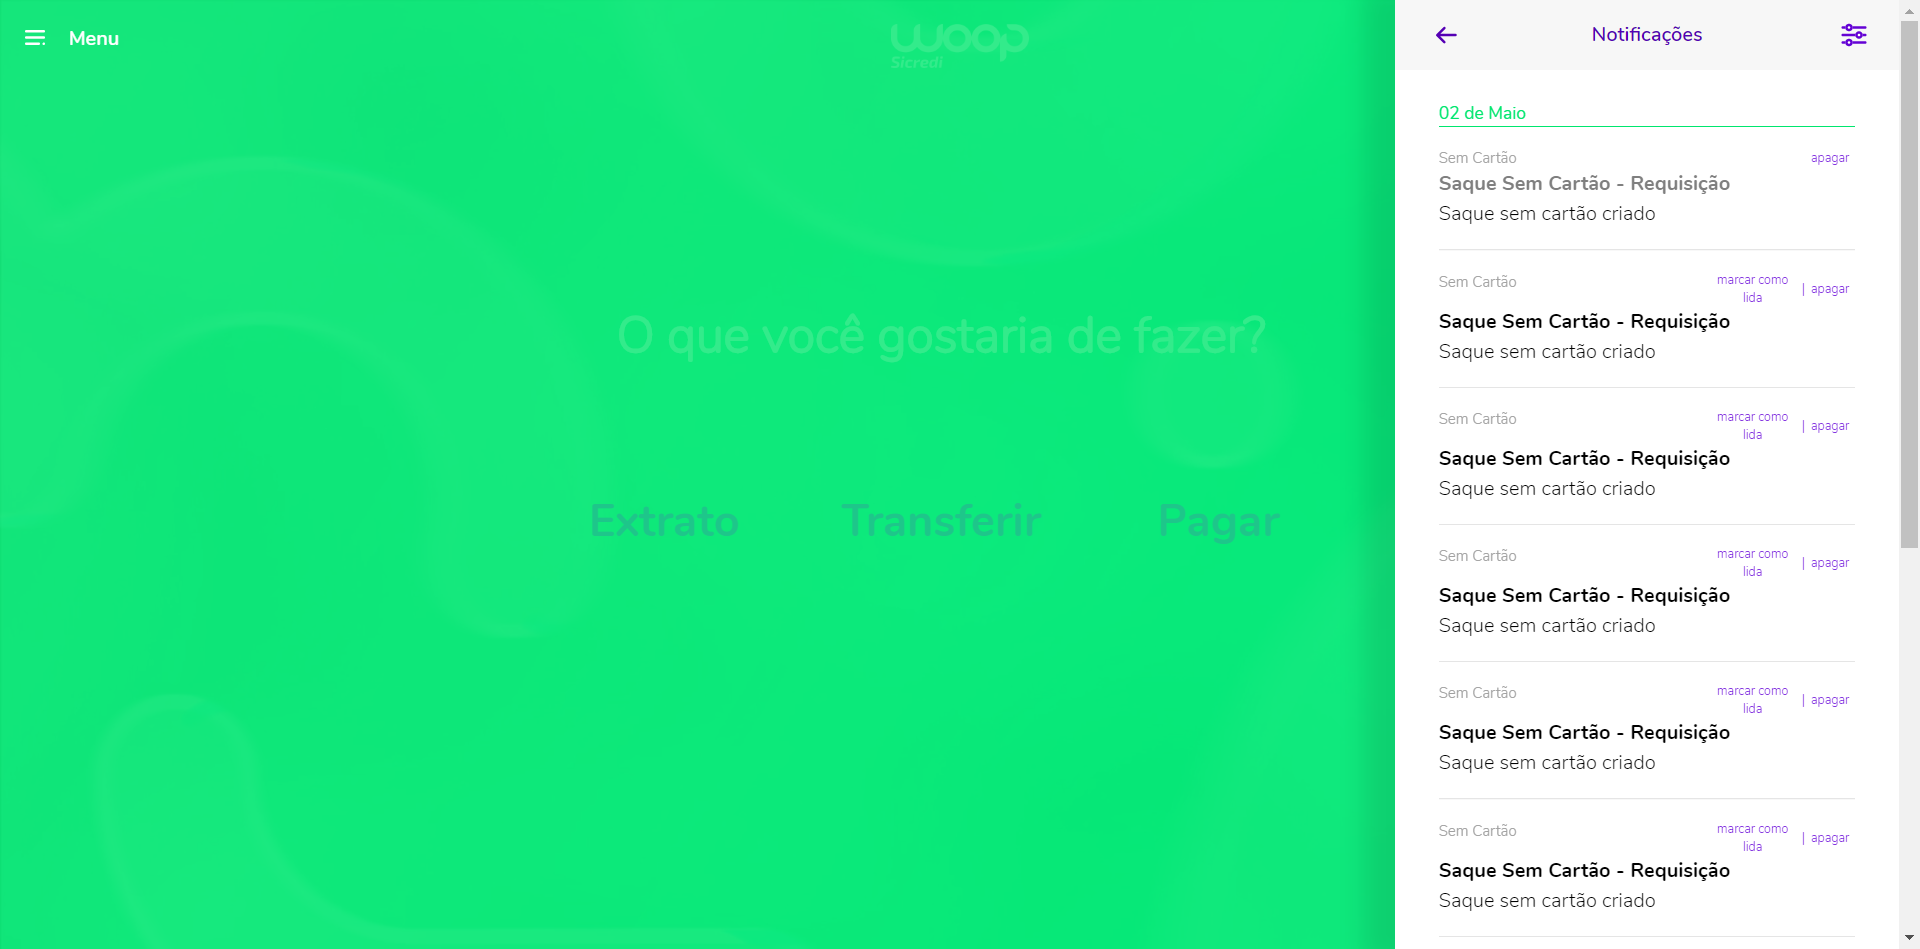 Menu
woop
Sicredi
O que você gostaria de fazer?
Extrato Transferir Pagar
Notificações
02 de Maio
Sem Cartão apagar
Saque Sem Cartão - Requisição
Saque sem cartão criado
Sem Cartão marcar como lida | apagar
Saque Sem Cartão - Requisição
Saque sem cartão criado
Sem Cartão marcar como lida | apagar
Saque Sem Cartão - Requisição
Saque sem cartão criado
Sem Cartão marcar como lida | apagar
Saque Sem Cartão - Requisição
Saque sem cartão criado
Sem Cartão marcar como lida | apagar
Saque Sem Cartão - Requisição
Saque sem cartão criado
Sem Cartão marcar como lida | apagar
Saque Sem Cartão - Requisição
Saque sem cartão criado